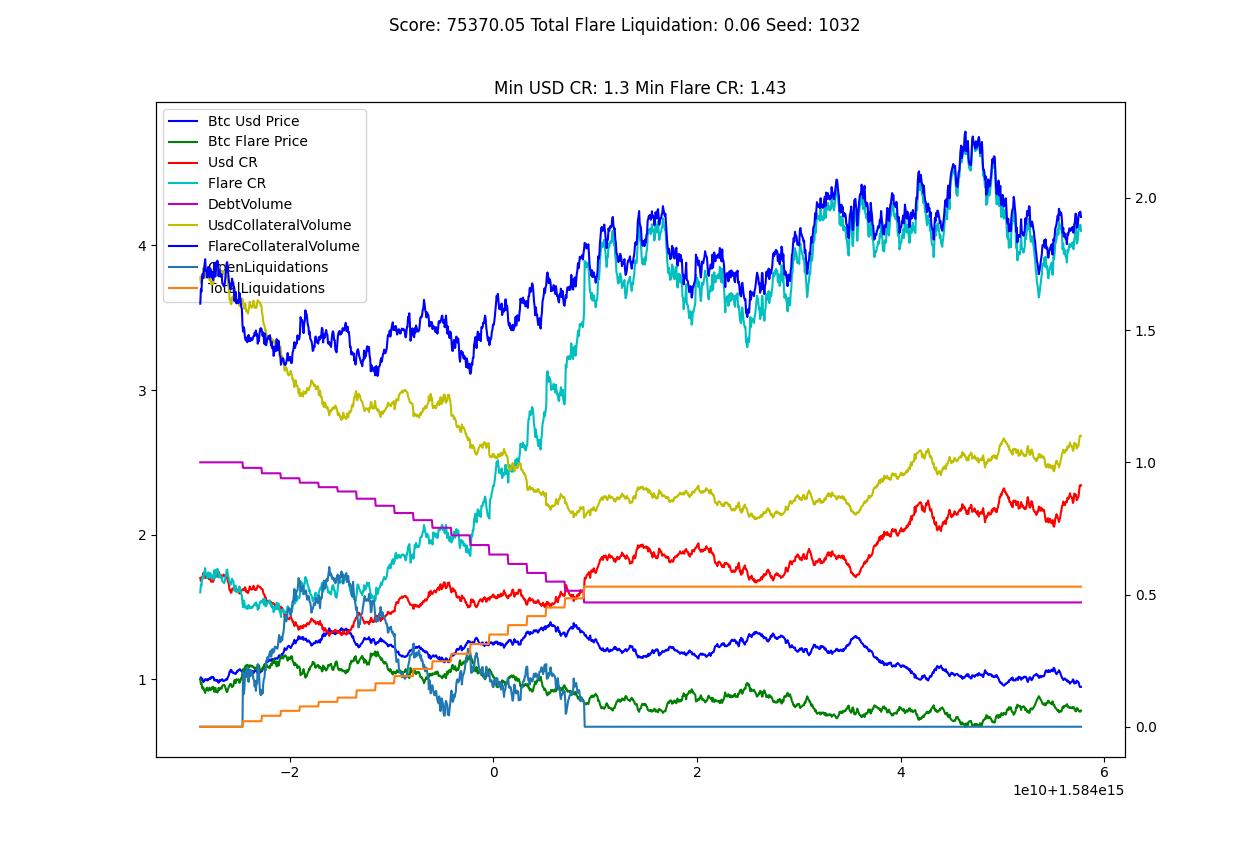 Score: 75370.05 Total Flare Liquidation: 0.06 Seed: 1032
Min USD CR: 1.3 Min Flare CR: 1.43
Btc Usd Price
Btc Flare Price
Usd CR
Flare CR
DebtVolume
UsdCollateralVolume
FlareCollateralVolume
OpenLiquidations
TotalLiquidations
4
3
2
1
2.0
1.5
1.0
0.5
0.0
−2 0 2 4 6
1e10+1.584e15